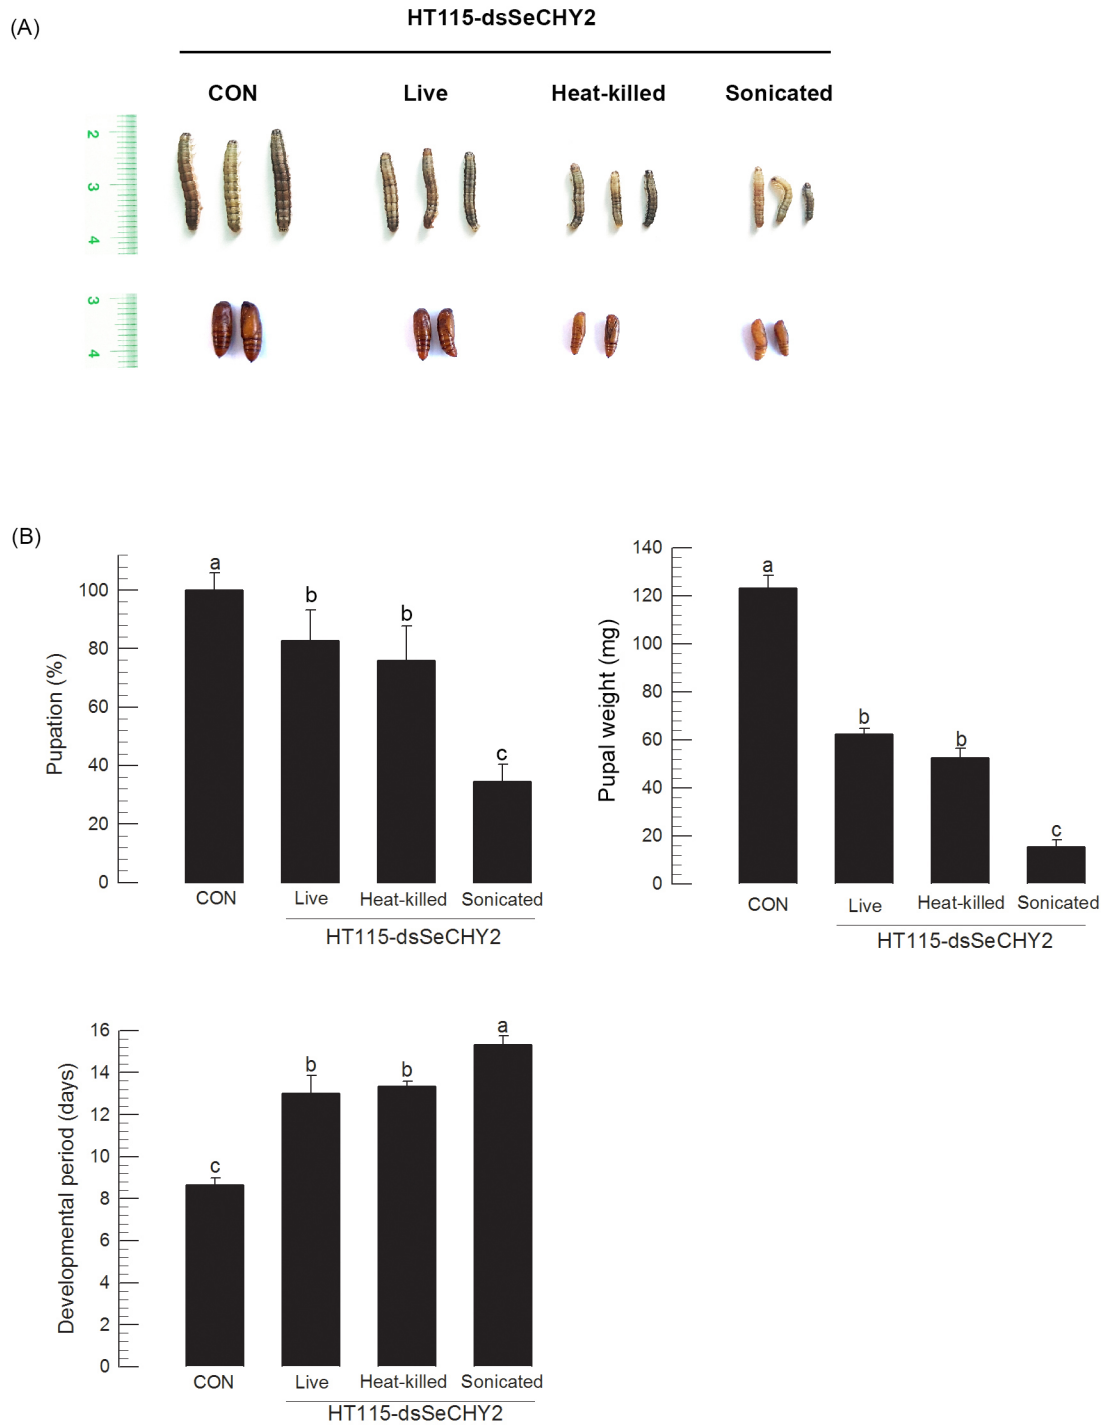 (A)
HT115-dsSeCHY2
CON Live Heat-killed Sonicated
2
3
4
3
4
(B)
Pupation (%)
100
80
60
40
20
0
a
b
b
c
CON Live Heat-killed Sonicated
HT115-dsSeCHY2
Pupal weight (mg)
140
120
100
80
60
40
20
0
a
b
b
c
CON Live Heat-killed Sonicated
HT115-dsSeCHY2
Developmental period (days)
16
14
12
10
8
6
4
2
0
c
b
b
a
CON Live Heat-killed Sonicated
HT115-dsSeCHY2